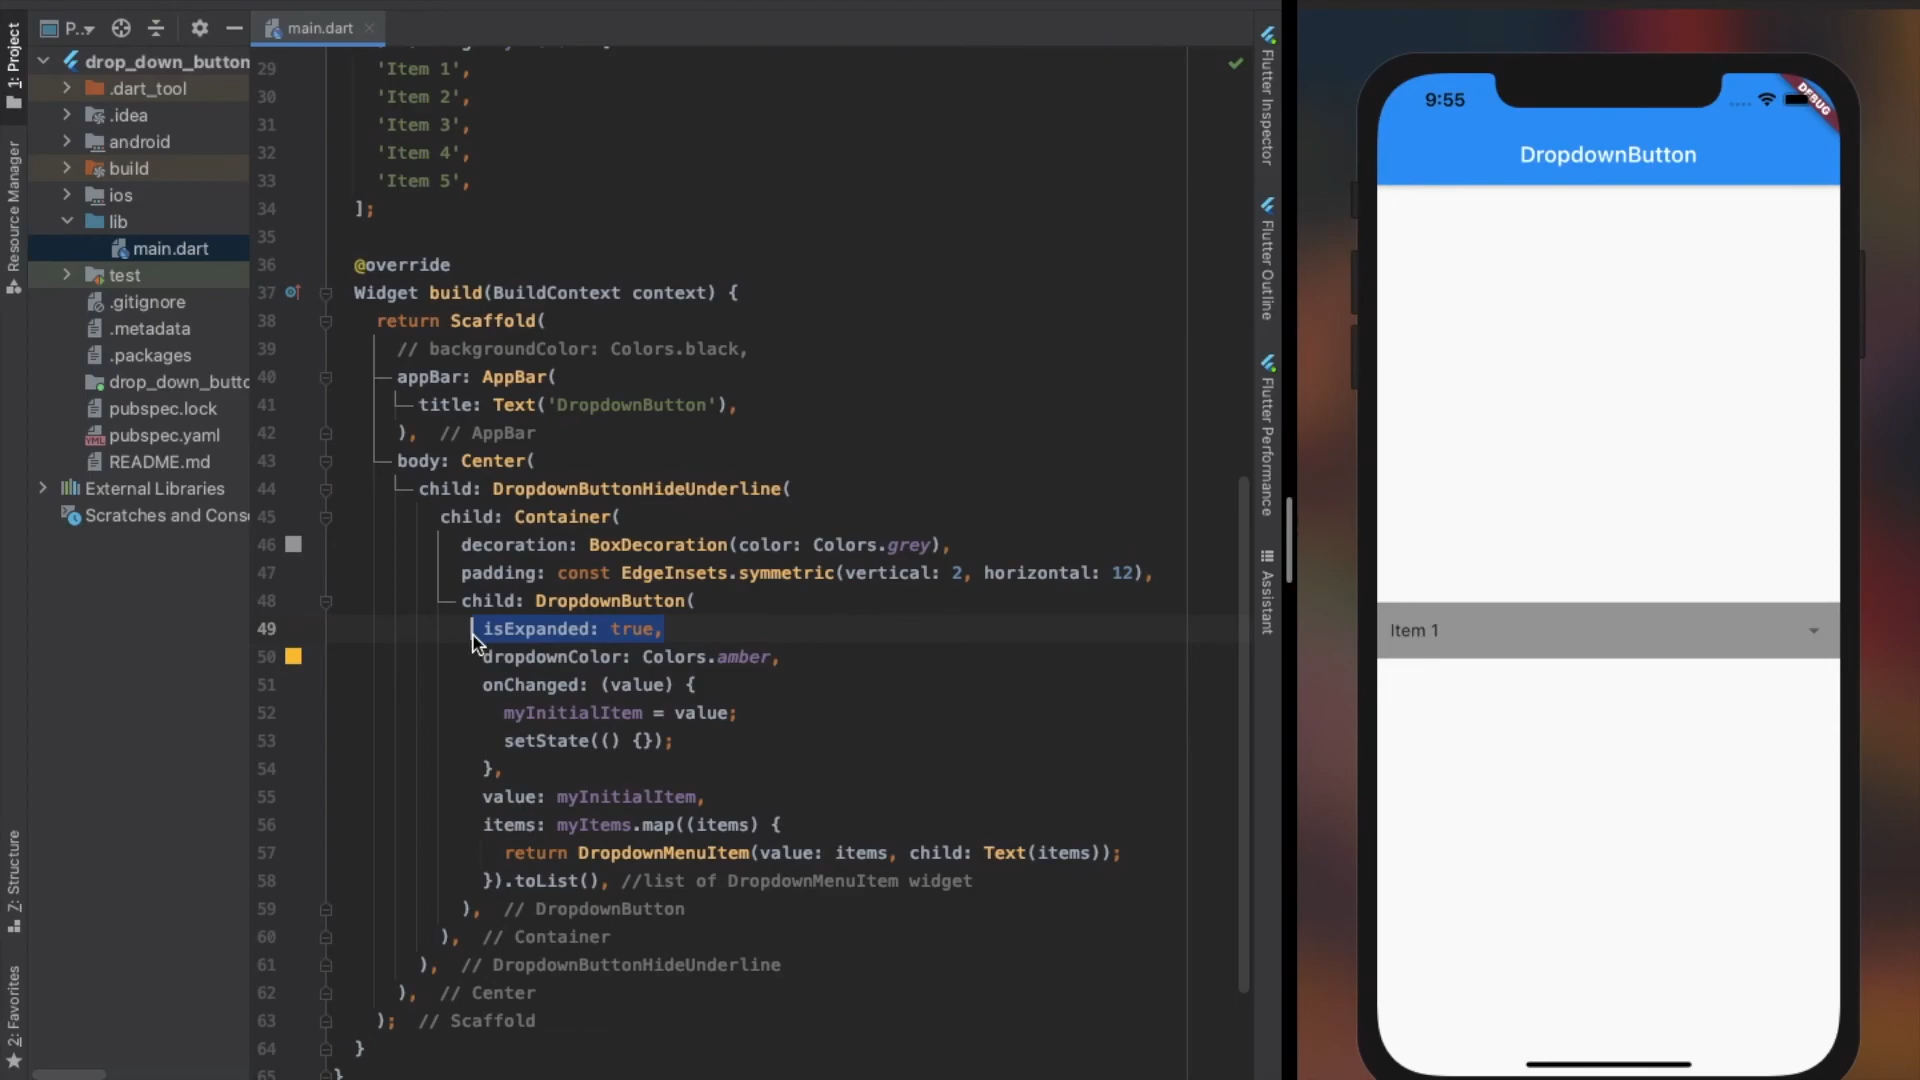 1: Project
Resource Manager
Z: Structure
2: Favorites
P..
drop_down_button
.dart_tool
.idea
android
build
ios
lib
main.dart
test
.gitignore
.metadata
.packages
drop_down_butto
pubspec.lock
pubspec.yaml
README.md
External Libraries
Scratches and Conso
main.dart
29 'Item 1',
30 'Item 2',
31 'Item 3',
32 'Item 4',
33 'Item 5',
34 ];
35
36 @override
37 Widget build(BuildContext context) {
38 return Scaffold(
39 // backgroundColor: Colors.black,
40 appBar: AppBar(
41 title: Text('DropdownButton'),
42 ), // AppBar
43 body: Center(
44 child: DropdownButtonHideUnderline(
45 child: Container(
46 decoration: BoxDecoration(color: Colors.grey),
47 padding: const EdgeInsets.symmetric(vertical: 2, horizontal: 12),
48 child: DropdownButton(
49 isExpanded: true,
50 dropdownColor: Colors.amber,
51 onChanged: (value) {
52 myInitialItem = value;
53 setState(() {});
54 },
55 value: myInitialItem,
56 items: myItems.map((items) {
57 return DropdownMenuItem(value: items, child: Text(items));
58 }).toList(), //list of DropdownMenuItem widget
59 ), // DropdownButton
60 ), // Container
61 ), // DropdownButtonHideUnderline
62 ), // Center
63 ); // Scaffold
64 }
65 }
Flutter Inspector
Flutter Outline
Flutter Performance
Assistant
9:55
DEBUG
DropdownButton
Item 1